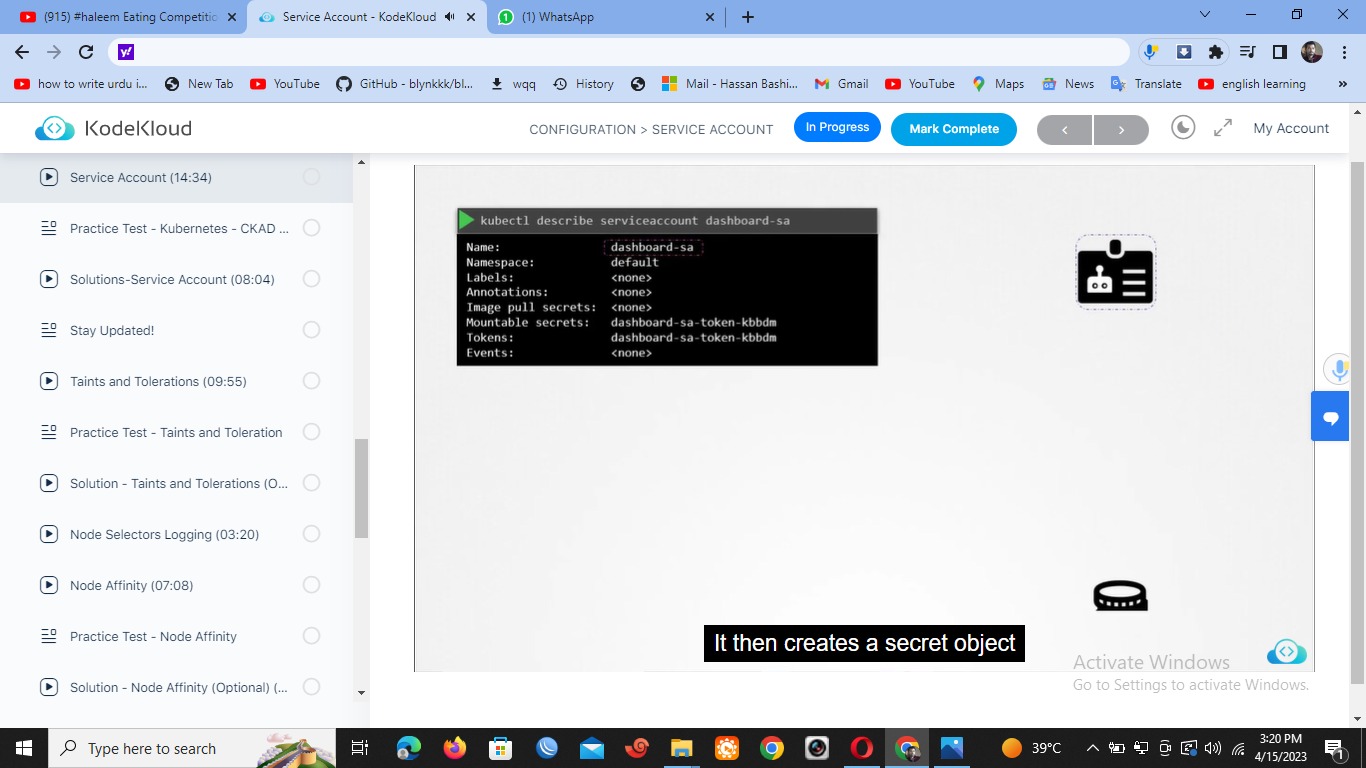 (915) #haleem Eating Competitio
Service Account - KodeKloud
(1) WhatsApp
how to write urdu i...
New Tab
YouTube
GitHub - blynkkk/bl...
wqq
History
Mail - Hassan Bashi...
Gmail
YouTube
Maps
News
Translate
english learning
»
KodeKloud
CONFIGURATION > SERVICE ACCOUNT
In Progress
Mark Complete
My Account
Service Account (14:34)
Practice Test - Kubernetes - CKAD ...
Solutions-Service Account (08:04)
Stay Updated!
Taints and Tolerations (09:55)
Practice Test - Taints and Toleration
Solution - Taints and Tolerations (O...
Node Selectors Logging (03:20)
Node Affinity (07:08)
Practice Test - Node Affinity
Solution - Node Affinity (Optional) (...
kubectl describe serviceaccount dashboard-sa
Name: dashboard-sa
Namespace: default
Labels: <none>
Annotations: <none>
Image pull secrets: <none>
Mountable secrets: dashboard-sa-token-kbbdm
Tokens: dashboard-sa-token-kbbdm
Events: <none>
It then creates a secret object
Activate Windows
Go to Settings to activate Windows.
Type here to search
39°C
3:20 PM
4/15/2023
1